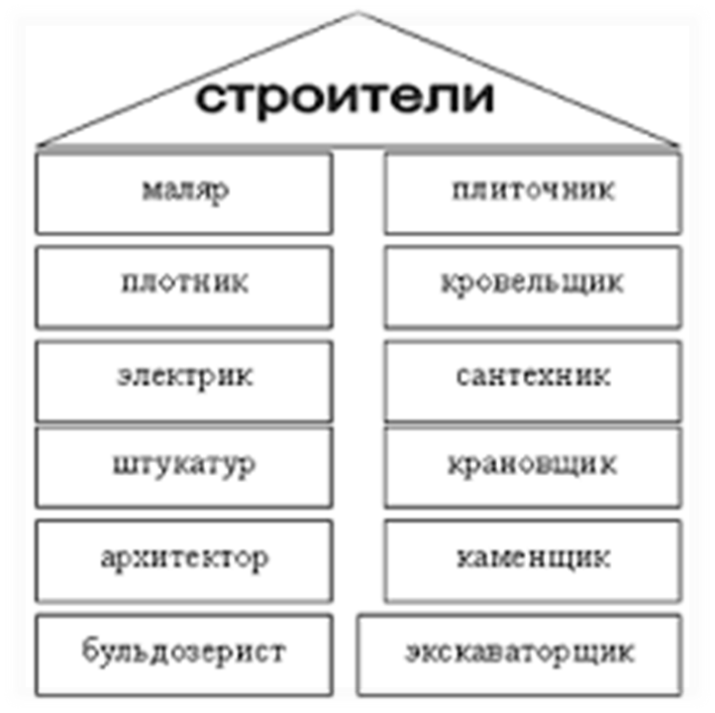 строители
маляр
плиточник
плотник
кровельщик
электрик
сантехник
штукатур
крановщик
архитектор
каменщик
бульдозерист
экскаваторщик